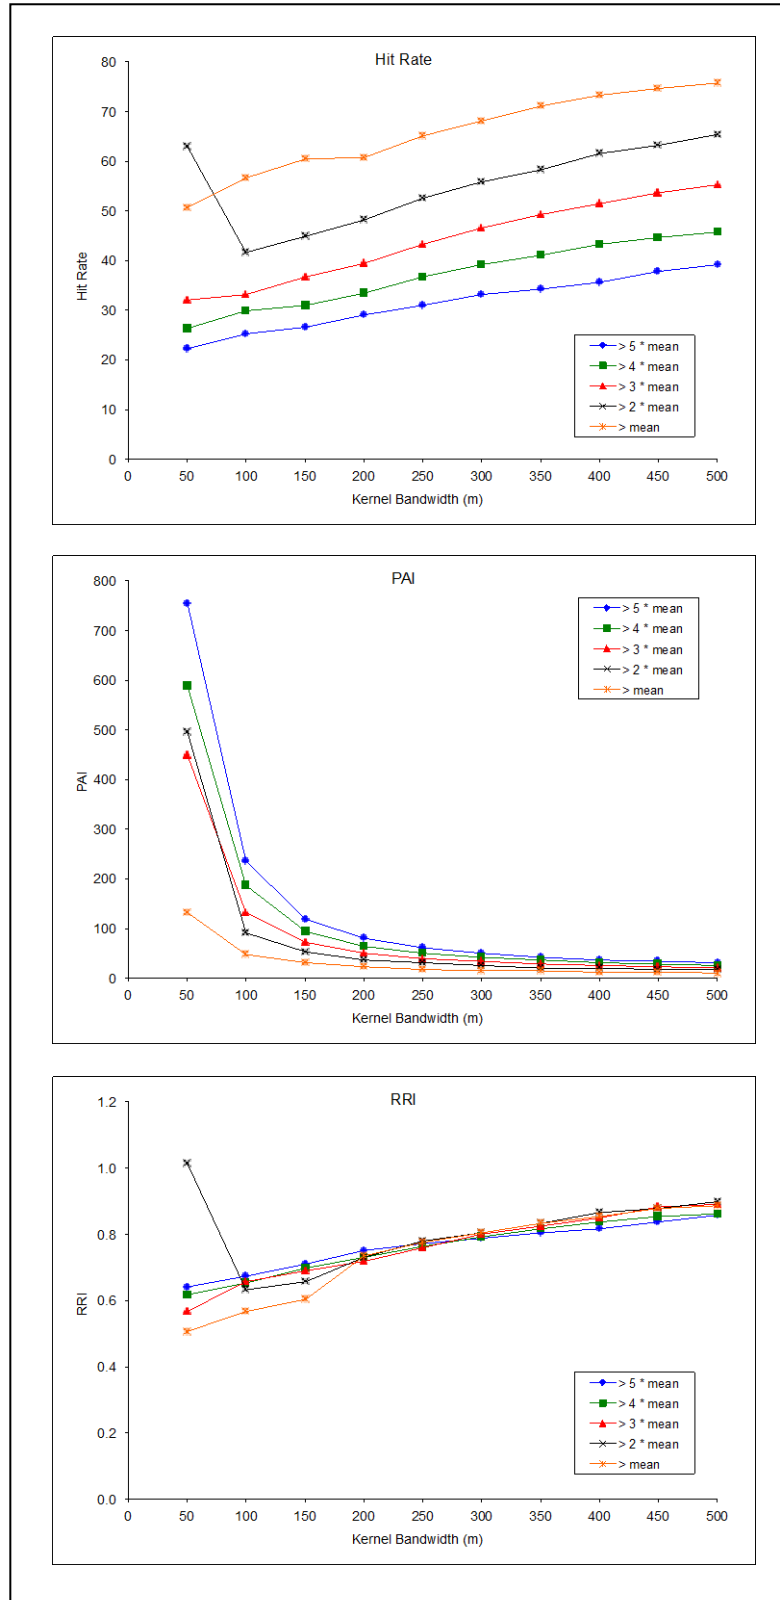 Hit Rate
80
70
60
50
40
30
20
10
0
Hit Rate
> 5 * mean
> 4 * mean
> 3 * mean
> 2 * mean
> mean
0 50 100 150 200 250 300 350 400 450 500
Kernel Bandwidth (m)
PAI
800
700
600
500
400
300
200
100
0
PAI
> 5 * mean
> 4 * mean
> 3 * mean
> 2 * mean
> mean
0 50 100 150 200 250 300 350 400 450 500
Kernel Bandwidth (m)
RRI
1.2
1.0
0.8
0.6
0.4
0.2
0.0
RRI
> 5 * mean
> 4 * mean
> 3 * mean
> 2 * mean
> mean
0 50 100 150 200 250 300 350 400 450 500
Kernel Bandwidth (m)